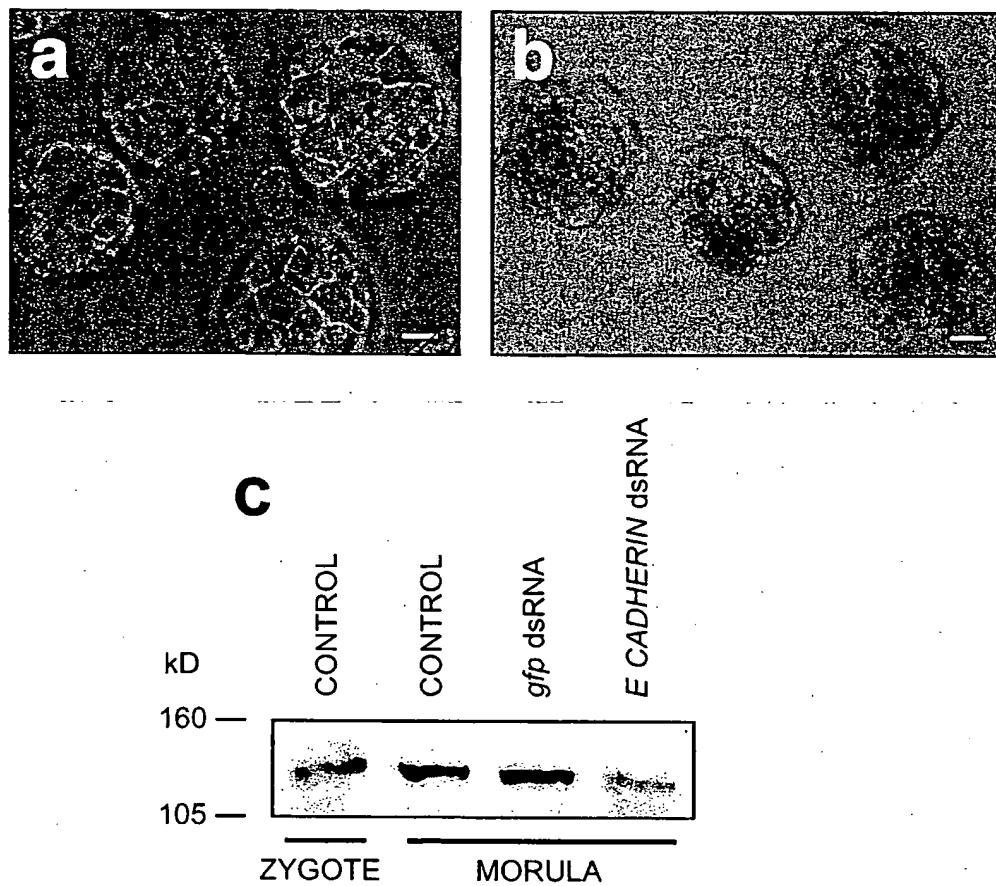 a
b
c
CONTROL
CONTROL
gfp dsRNA
E CADHERIN dsRNA
kD
160
105
ZYGOTE
MORULA